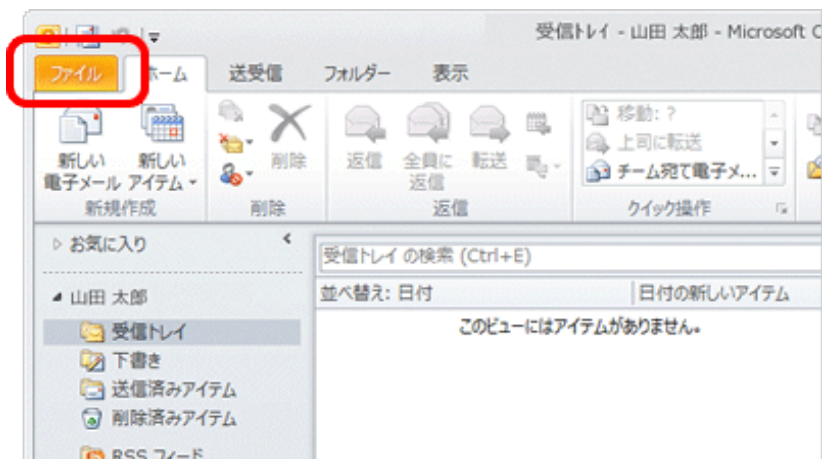 受信トレイ - 山田 太郎 - Microsoft
ファイル ホーム 送受信 フォルダー 表示
新しい 電子メール
新しい アイテム
削除
返信
全員に 返信
転送
移動: ?
上司に転送
チーム宛て電子メ...
新規作成 削除 返信 クイック操作
お気に入り
受信トレイ の検索 (Ctrl+E)
山田 太郎
並べ替え: 日付 日付の新しいアイテム
受信トレイ
このビューにはアイテムがありません。
下書き
送信済みアイテム
削除済みアイテム
RSS フィード